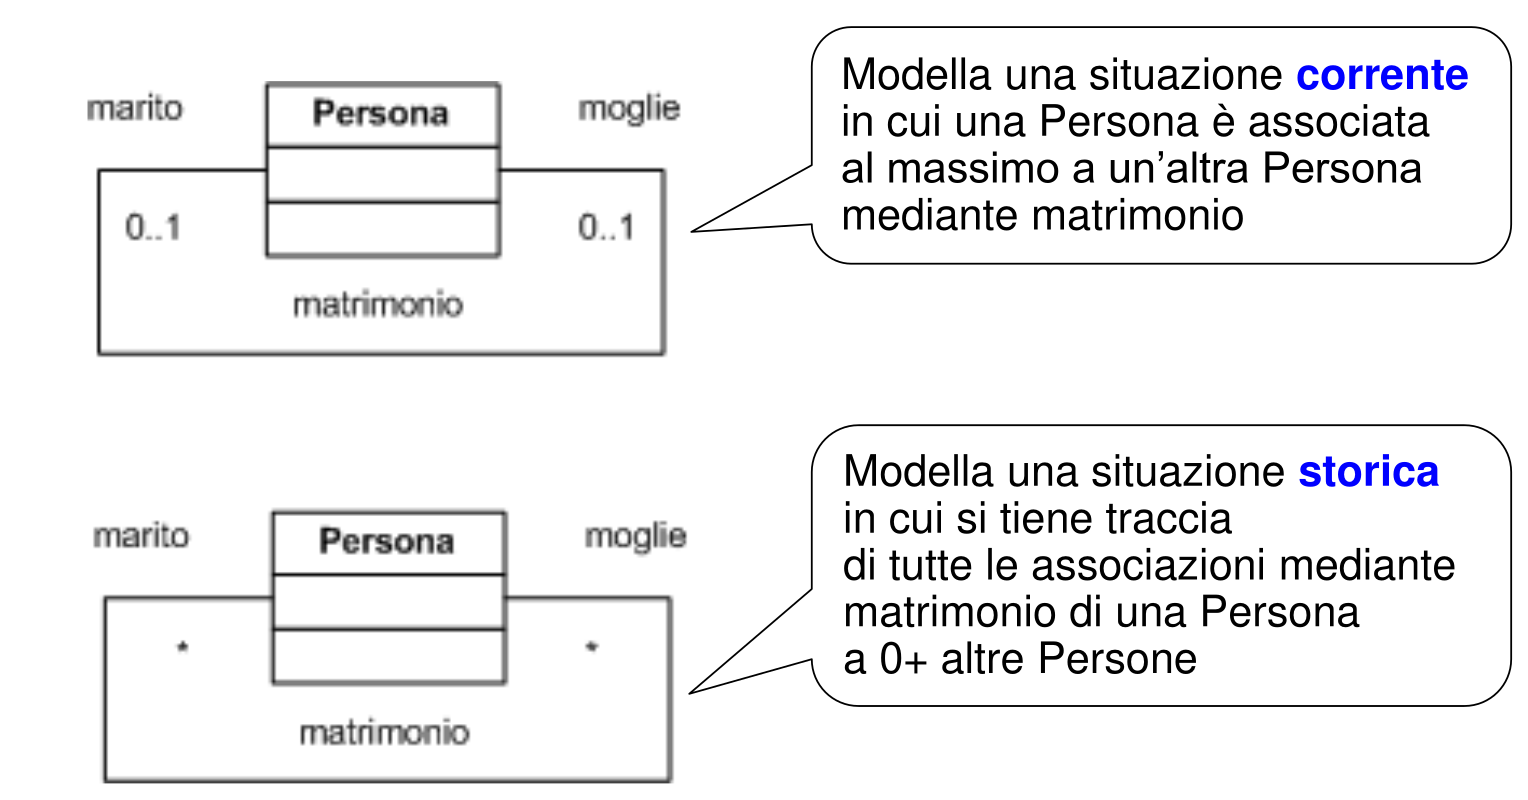 marito
Persona
moglie
0..1
0..1
matrimonio
Modella una situazione corrente
in cui una Persona è associata
al massimo a un’altra Persona
mediante matrimonio
marito
Persona
moglie
*
*
matrimonio
Modella una situazione storica
in cui si tiene traccia
di tutte le associazioni mediante
matrimonio di una Persona
a 0+ altre Persone